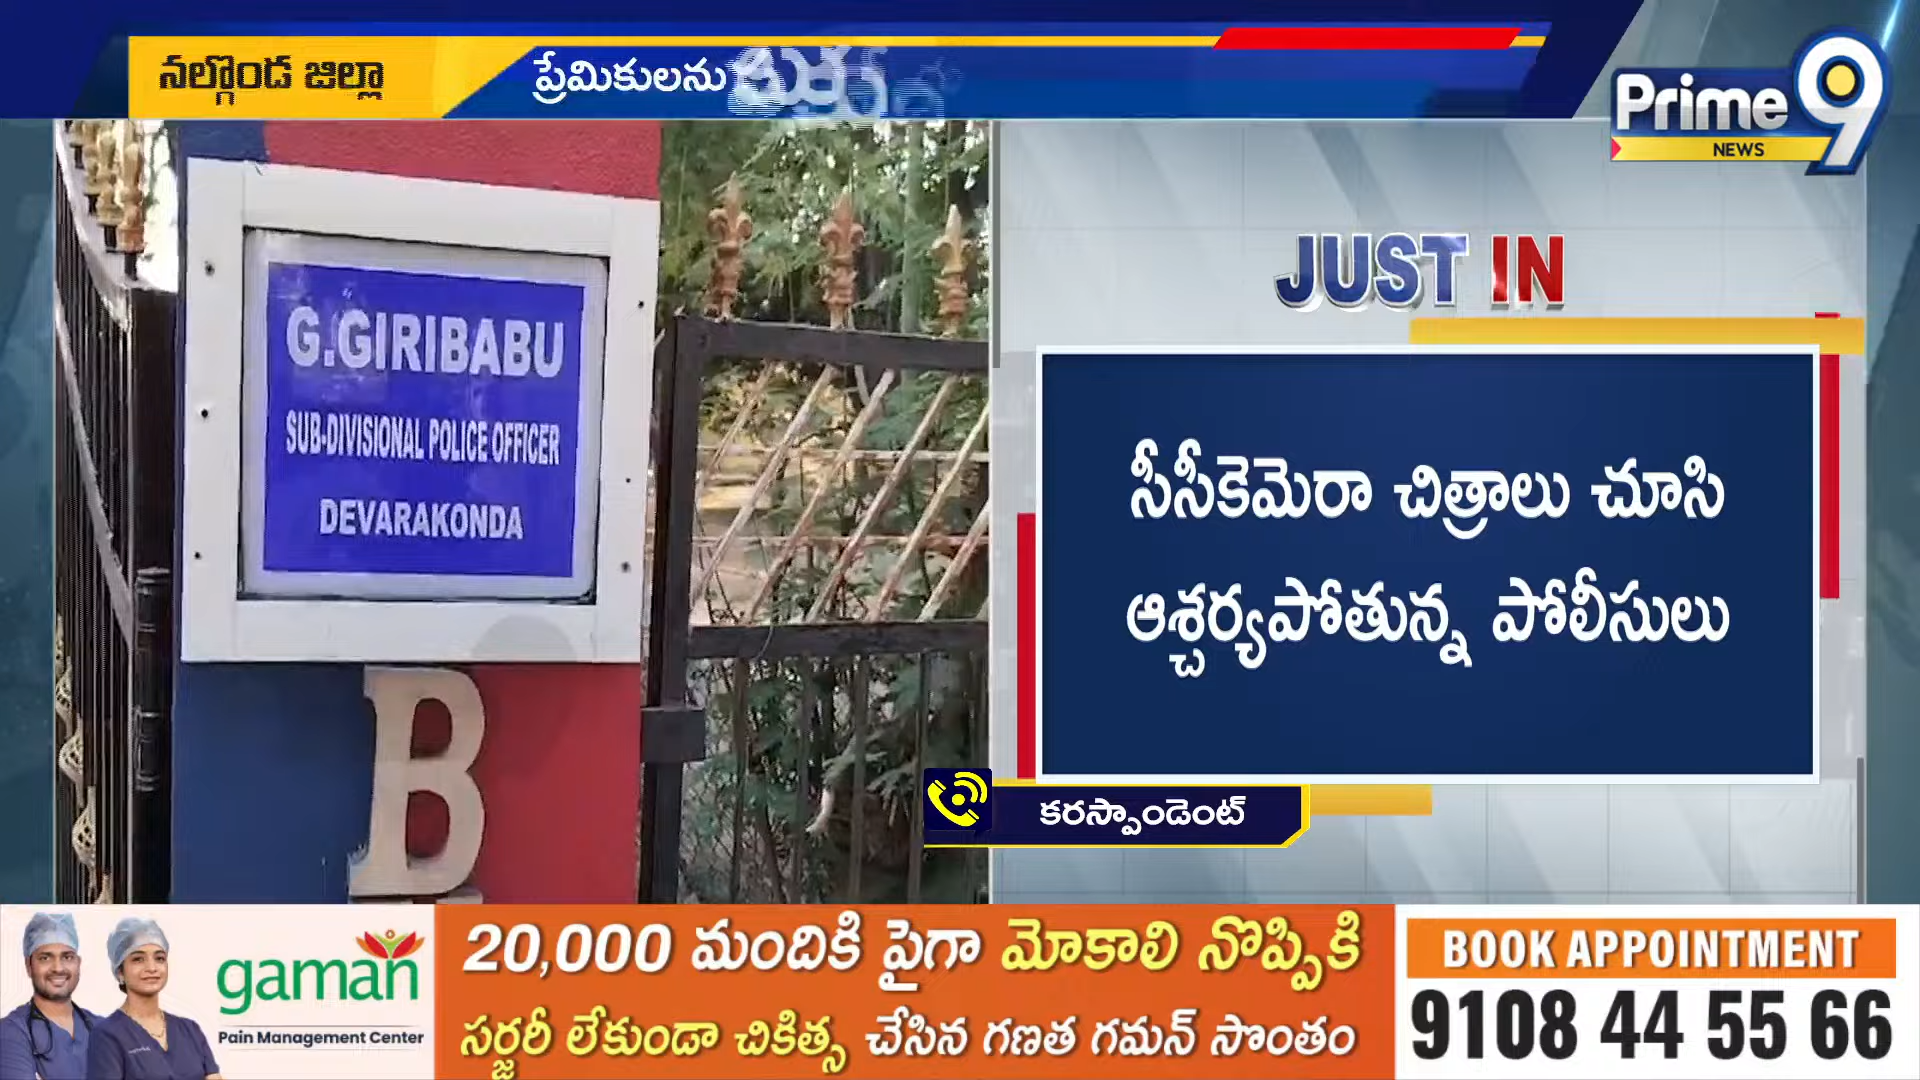 నల్గొండ జిల్లా
ప్రేమికులను
Prime9
NEWS
JUST IN
G.GIRIBABU
SUB-DIVISIONAL POLICE OFFICER
DEVARAKONDA
B
సీసీకెమెరా చిత్రాలు చూసి
ఆశ్చర్యపోతున్న పోలీసులు
కరస్పాండెంట్
gaman
Pain Management Center
20,000 మందికి పైగా మోకాలి నొప్పికి
సర్జరీ లేకుండా చికిత్స చేసిన గణత గమన్ సొంతం
BOOK APPOINTMENT
9108 44 55 66